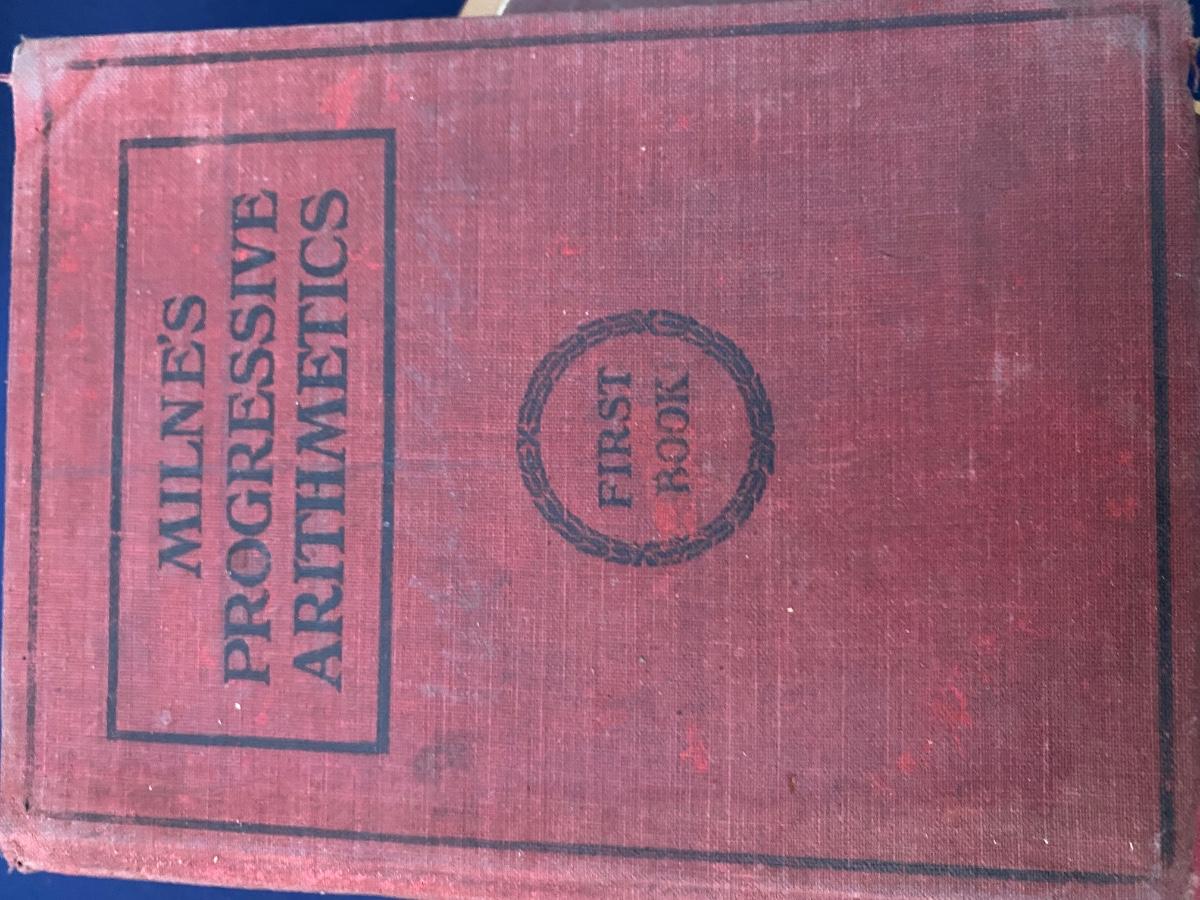 MILNE'S
PROGRESSIVE
ARITHMETICS
FIRST
BOOK